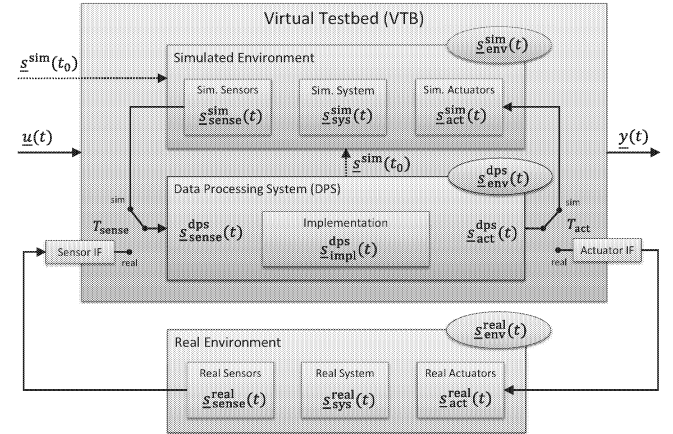 Virtual Testbed (VTB)
s^sim(t₀)
s^sim_env(t)
Simulated Environment
Sim. Sensors
Sim. System
Sim. Actuators
s^sim_sense(t)
s^sim_sys(t)
s^sim_act(t)
u(t)
y(t)
s^sim(t₀)
s^dps_env(t)
Data Processing System (DPS)
sim
sim
T_sense
s^dps_sense(t)
Implementation
s^dps_impl(t)
s^dps_act(t)
T_act
Sensor IF
real
real
Actuator IF
s^real_env(t)
Real Environment
Real Sensors
Real System
Real Actuators
s^real_sense(t)
s^real_sys(t)
s^real_act(t)